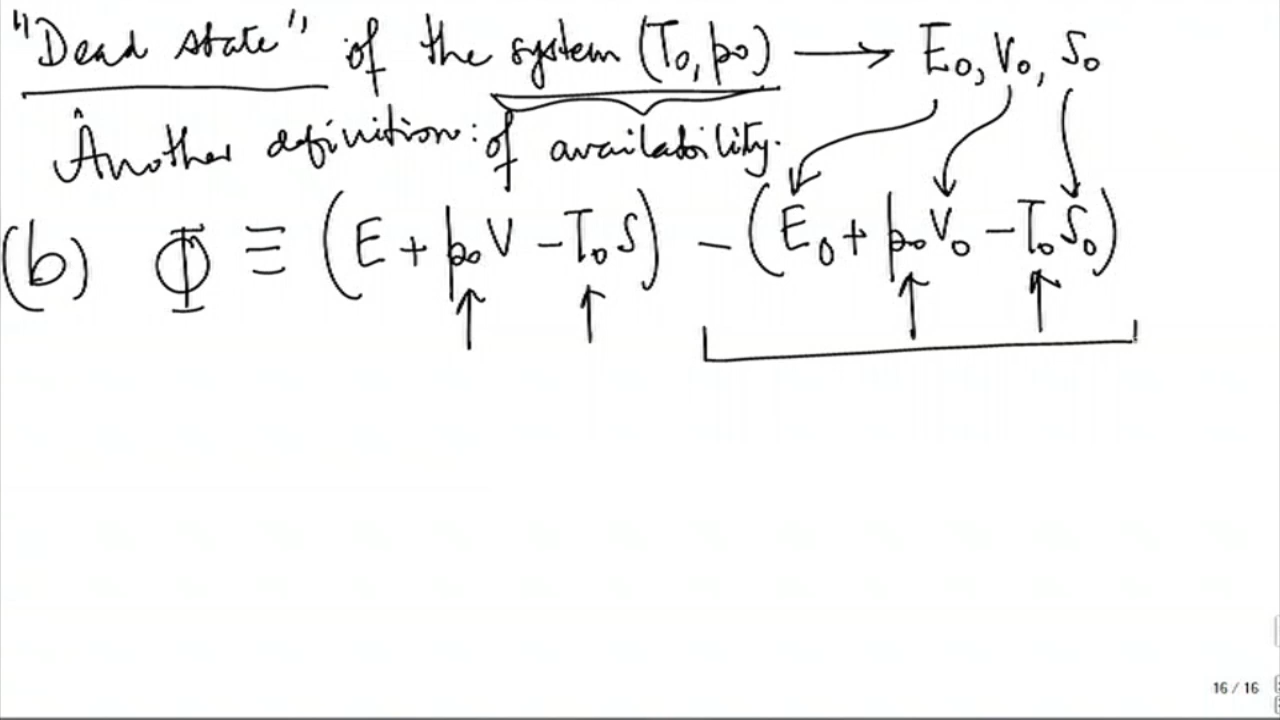 "Dead state" of the system (T₀, p₀) → E₀, V₀, S₀
Another definition: of availability.
(b) Φ ≡ (E + p₀V − T₀S) − (E₀ + p₀V₀ − T₀S₀)
16 / 16